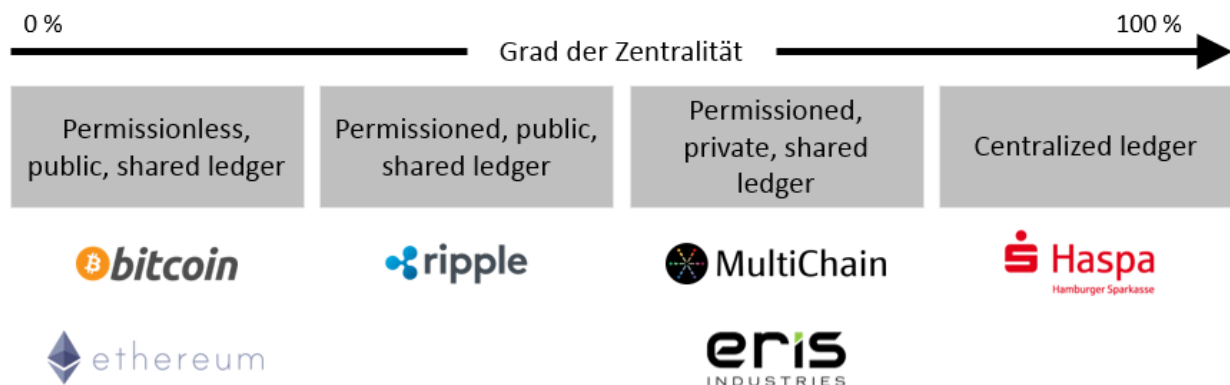 0 %
100 %
Grad der Zentralität
Permissionless,
public, shared ledger
Permissioned, public,
shared ledger
Permissioned,
private, shared
ledger
Centralized ledger
bitcoin
ripple
MultiChain
Haspa
Hamburger Sparkasse
ethereum
eris
INDUSTRIES